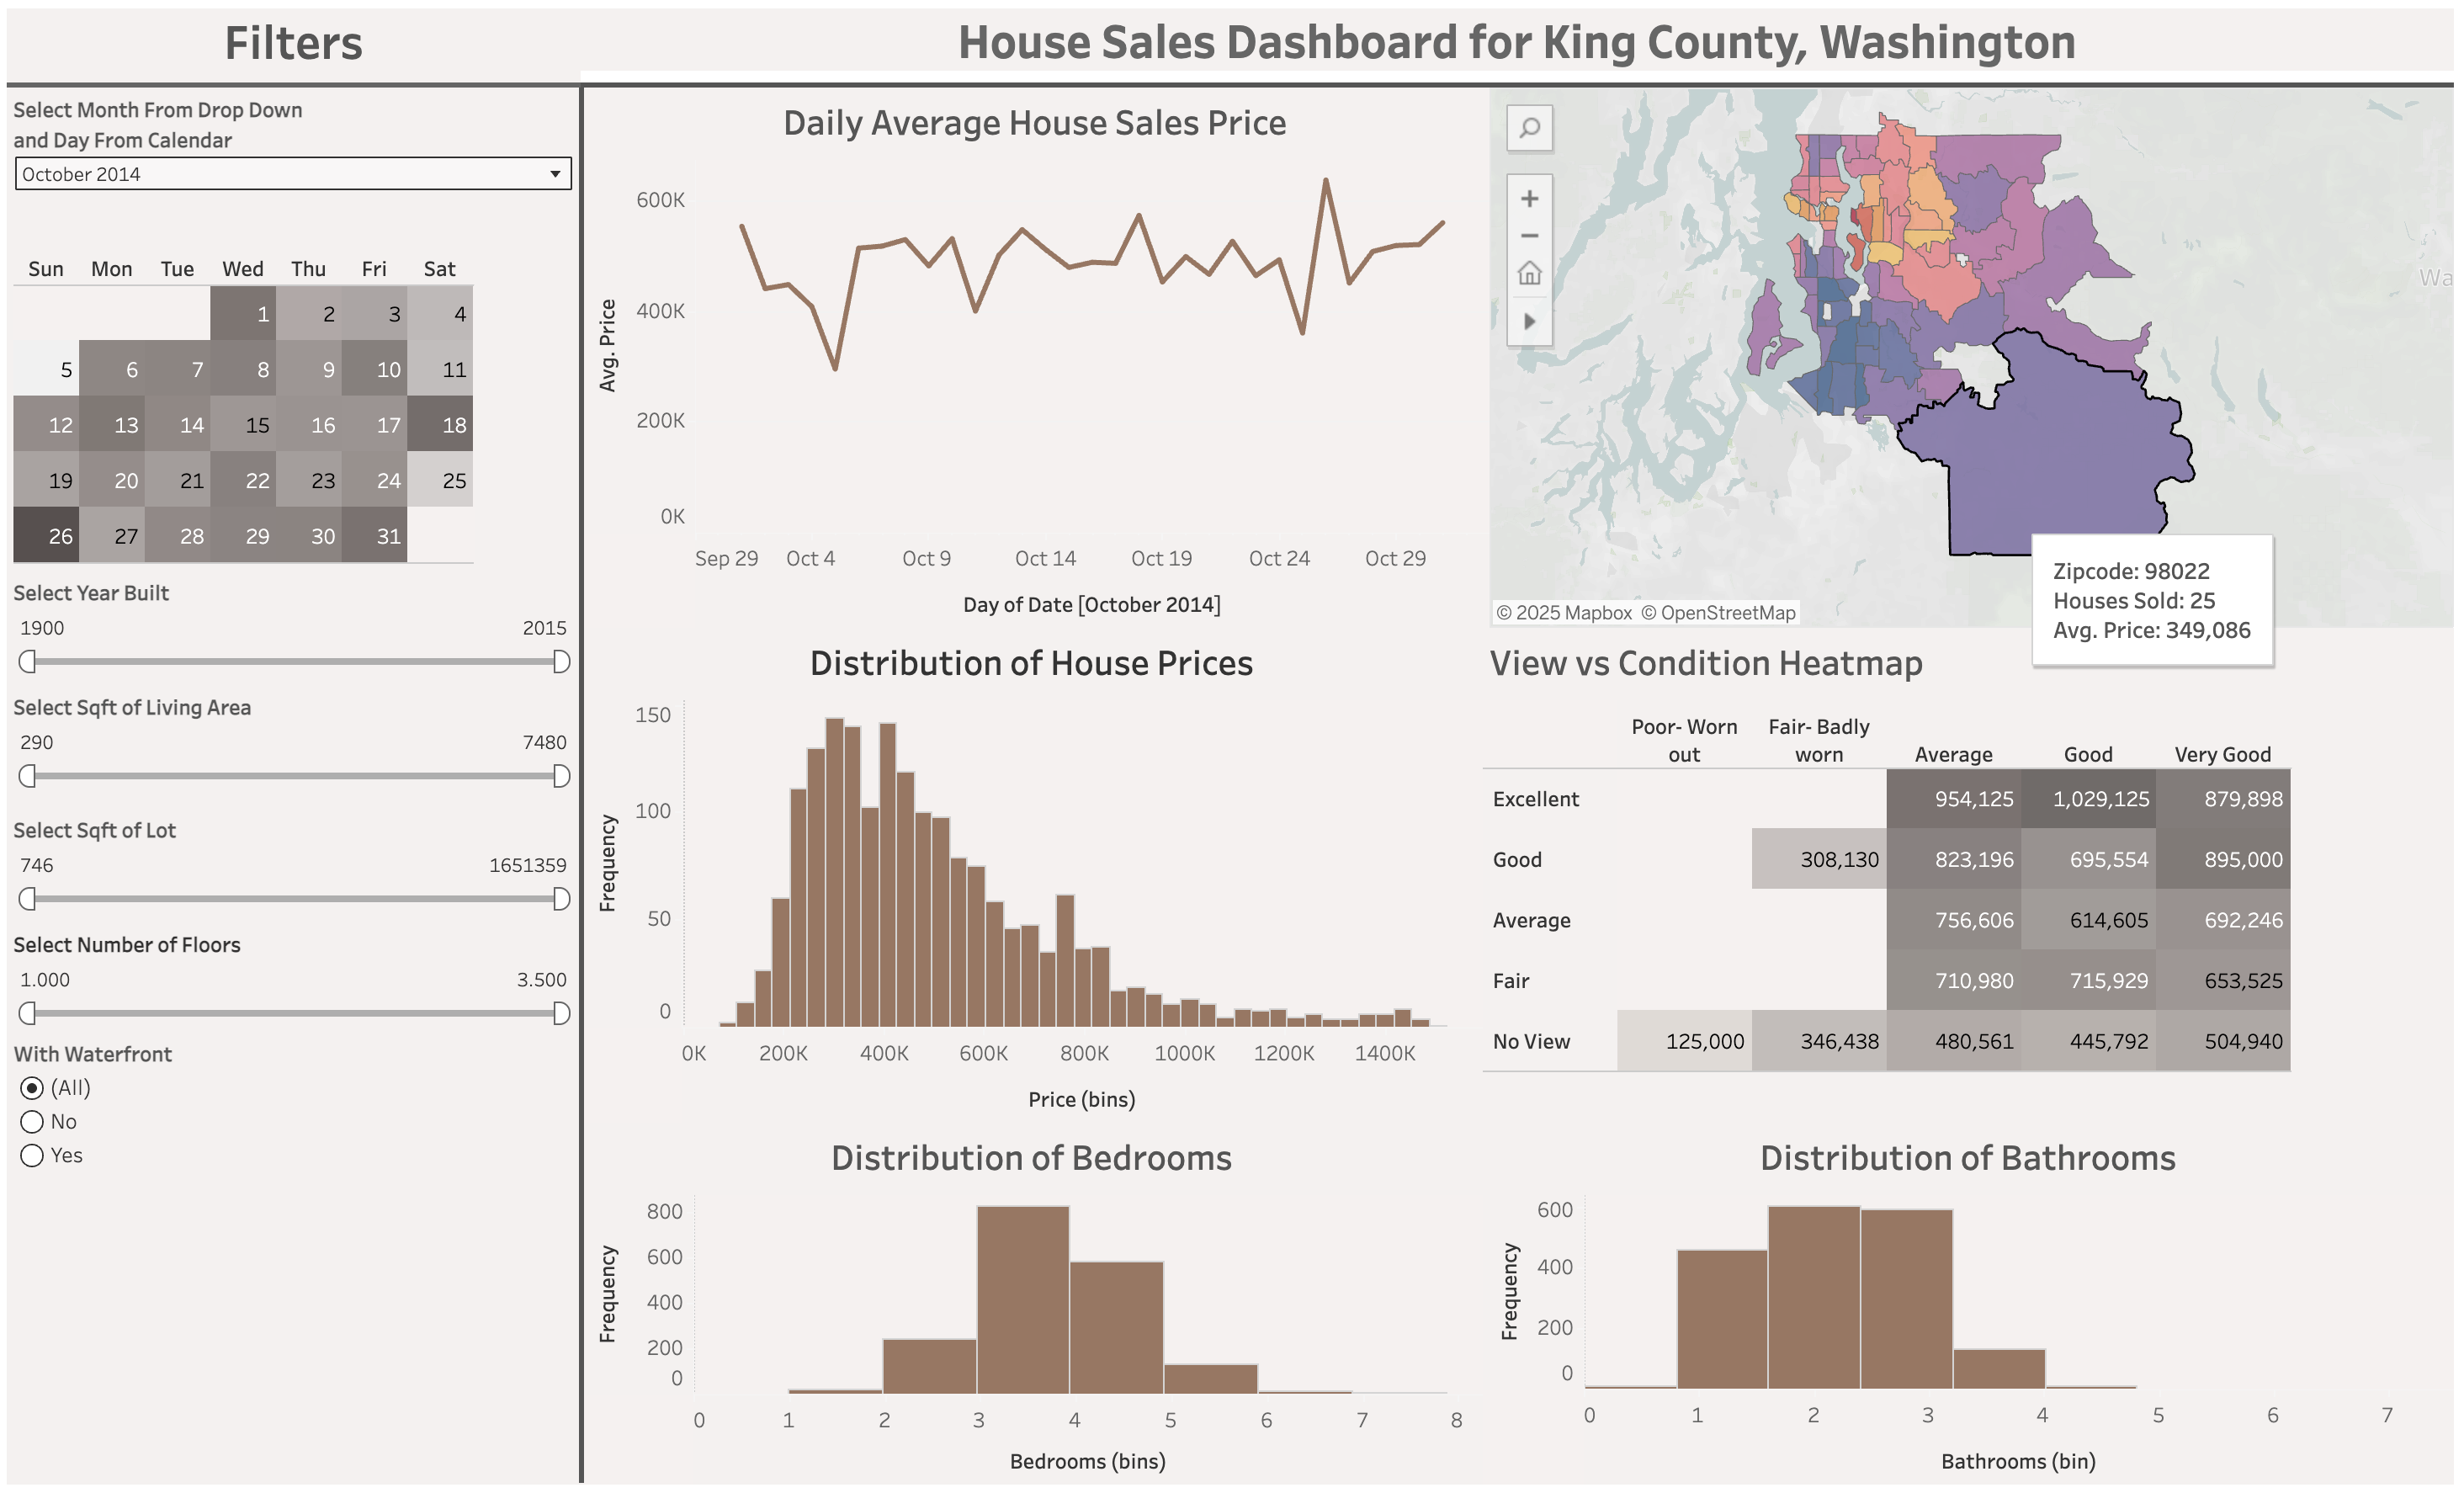 Filters
House Sales Dashboard for King County, Washington
Select Month From Drop Down
and Day From Calendar
October 2014
Sun Mon Tue Wed Thu Fri Sat
1 2 3 4
5 6 7 8 9 10 11
12 13 14 15 16 17 18
19 20 21 22 23 24 25
26 27 28 29 30 31
Select Year Built
1900 2015
Select Sqft of Living Area
290 7480
Select Sqft of Lot
746 1651359
Select Number of Floors
1.000 3.500
With Waterfront
(All)
No
Yes
Daily Average House Sales Price
Avg. Price
600K
400K
200K
0K
Sep 29 Oct 4 Oct 9 Oct 14 Oct 19 Oct 24 Oct 29
Day of Date [October 2014]
+
−
Wa
© 2025 Mapbox © OpenStreetMap
Zipcode: 98022
Houses Sold: 25
Avg. Price: 349,086
Distribution of House Prices
Frequency
150
100
50
0
0K 200K 400K 600K 800K 1000K 1200K 1400K
Price (bins)
View vs Condition Heatmap
Poor- Worn Fair- Badly
out worn Average Good Very Good
Excellent 954,125 1,029,125 879,898
Good 308,130 823,196 695,554 895,000
Average 756,606 614,605 692,246
Fair 710,980 715,929 653,525
No View 125,000 346,438 480,561 445,792 504,940
Distribution of Bedrooms
Frequency
800
600
400
200
0
0 1 2 3 4 5 6 7 8
Bedrooms (bins)
Distribution of Bathrooms
Frequency
600
400
200
0
0 1 2 3 4 5 6 7
Bathrooms (bin)